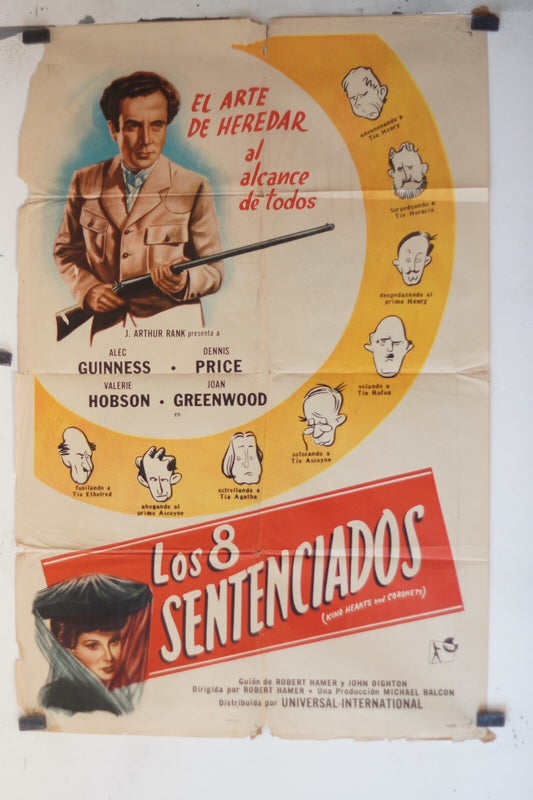 EL ARTE
DE HEREDAR
al
alcance
de todos
envenenando a
Tío Henry
torpedeando a
Tío Horacio
despedazando al
primo Henry
volando a
Tío Rufus
sofocando a
Tío Ascoyne
estrellando a
Tía Agatha
ahogando al
primo Ascoyne
fusilando a
Tío Ethelred
J. ARTHUR RANK presenta a
ALEC DENNIS
GUINNESS • PRICE
VALERIE JOAN
HOBSON • GREENWOOD
en
Los 8
SENTENCIADOS
(KIND HEARTS and CORONETS)
Guión de ROBERT HAMER y JOHN DIGHTON
Dirigida por ROBERT HAMER • Una Producción MICHAEL BALCON
Distribuída por UNIVERSAL-INTERNATIONAL